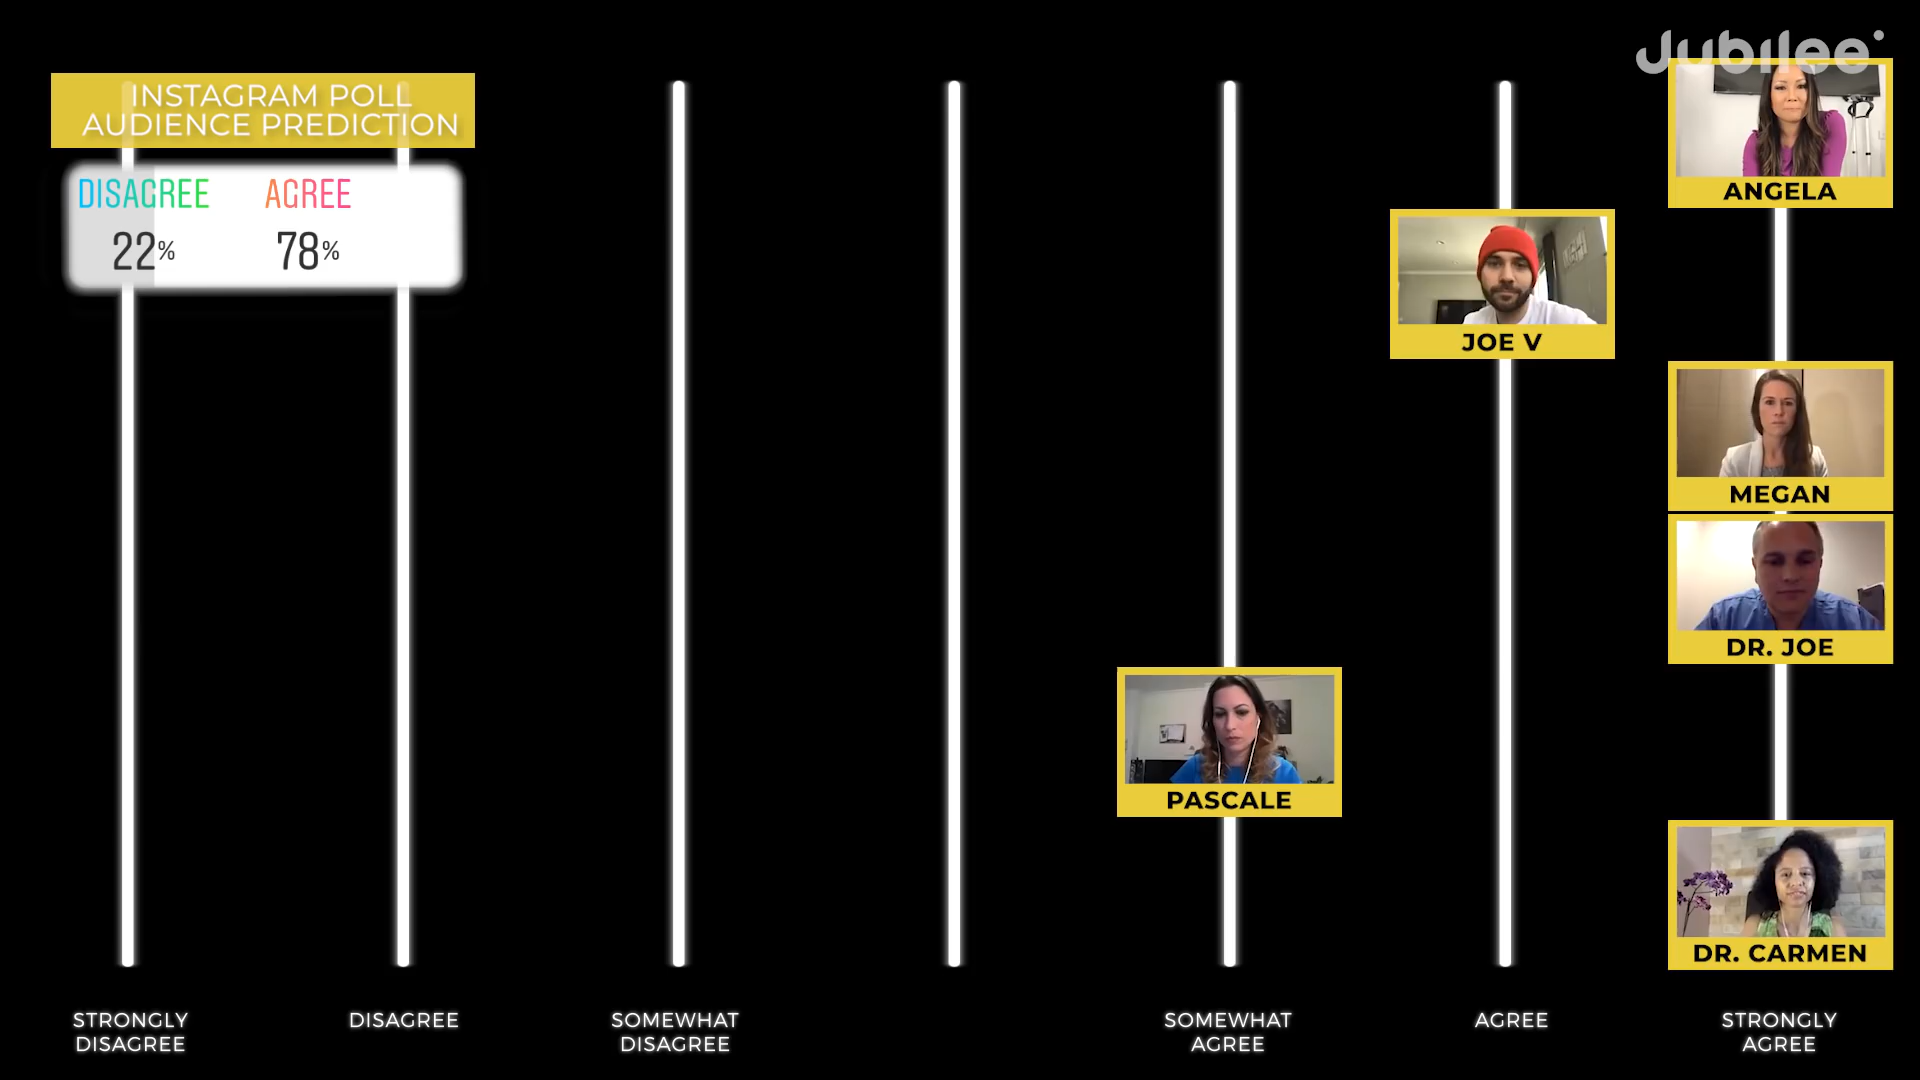 Jubilee
INSTAGRAM POLL
AUDIENCE PREDICTION
DISAGREE AGREE
22% 78%
ANGELA
JOE V
MEGAN
DR. JOE
PASCALE
DR. CARMEN
STRONGLY
DISAGREE
DISAGREE
SOMEWHAT
DISAGREE
SOMEWHAT
AGREE
AGREE
STRONGLY
AGREE